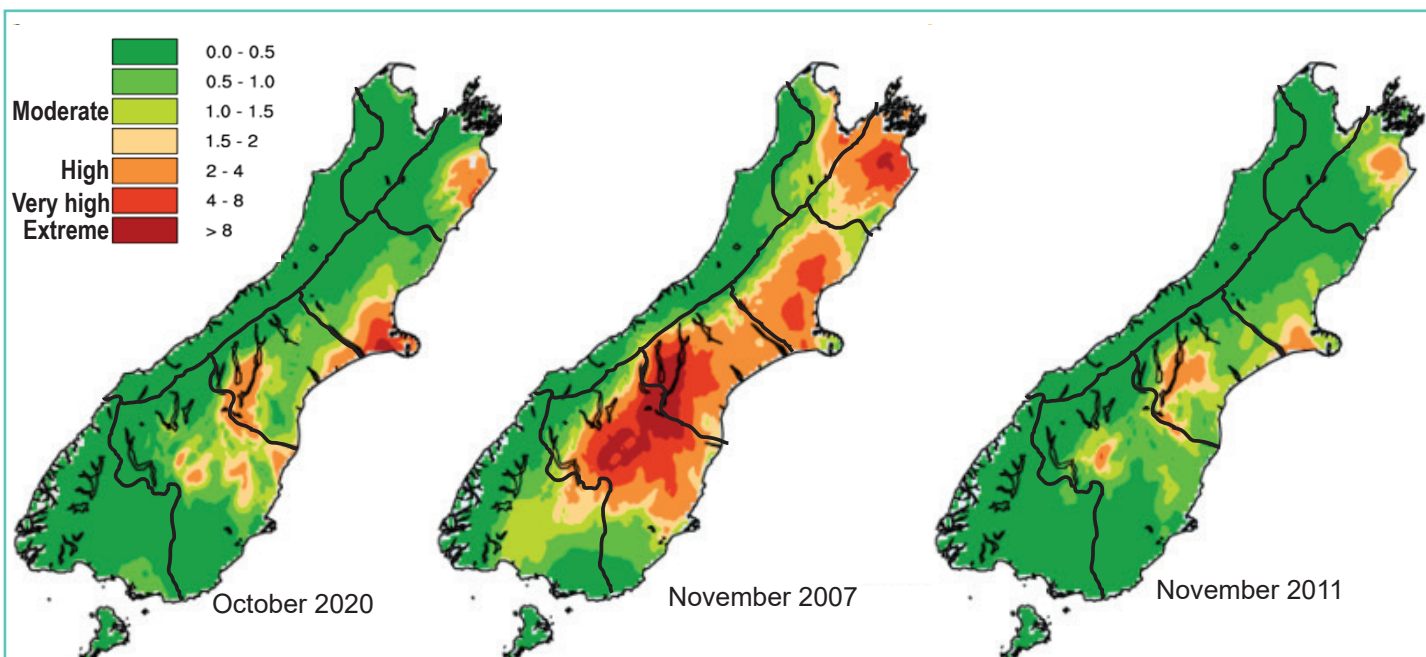 0.0 - 0.5
0.5 - 1.0
Moderate 1.0 - 1.5
1.5 - 2
High 2 - 4
Very high 4 - 8
Extreme > 8
October 2020
November 2007
November 2011